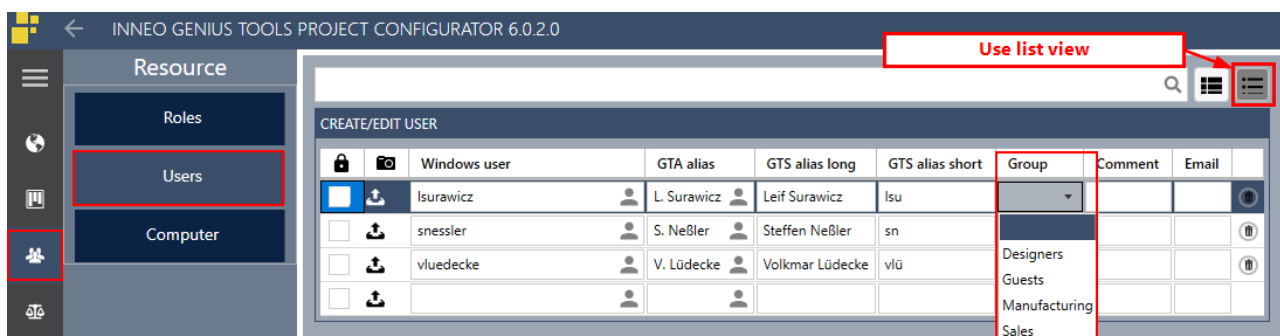 INNEO GENIUS TOOLS PROJECT CONFIGURATOR 6.0.2.0
Use list view
Resource
Roles
Users
Computer
CREATE/EDIT USER
Windows user GTA alias GTS alias long GTS alias short Group Comment Email
lsurawicz L. Surawicz Leif Surawicz lsu
snessler S. Neßler Steffen Neßler sn
vluedecke V. Lüdecke Volkmar Lüdecke vlü
Designers
Guests
Manufacturing
Sales